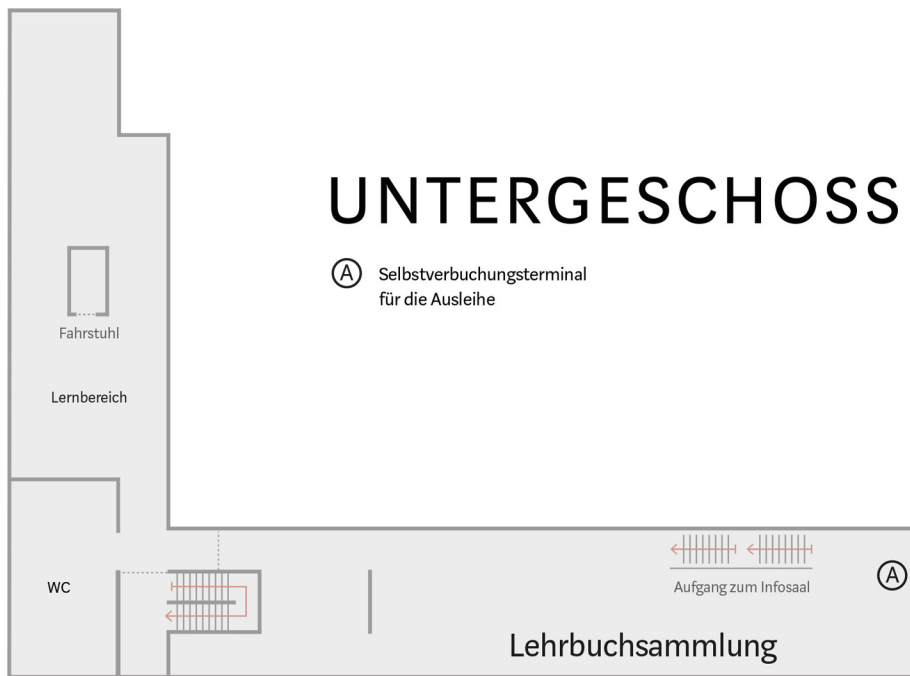 UNTERGESCHOSS
A Selbstverbuchungsterminal
für die Ausleihe
Fahrstuhl
Lernbereich
WC
Aufgang zum Infosaal
A
Lehrbuchsammlung